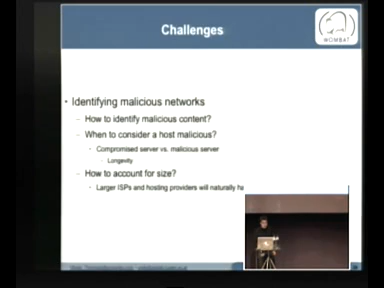 Challenges
WOMBAT
Identifying malicious networks
How to identify malicious content?
When to consider a host malicious?
Compromised server vs. malicious server
Longevity
How to account for size?
Larger ISPs and hosting providers will naturally ha